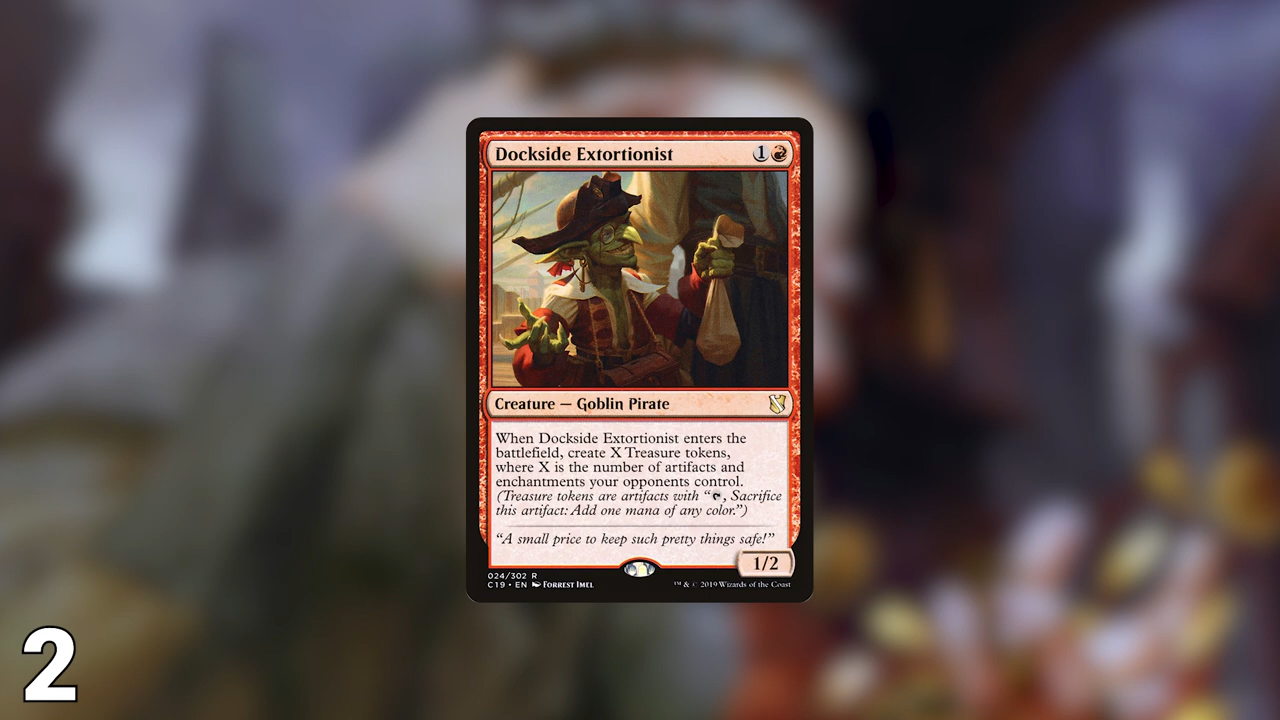 Dockside Extortionist 1
Creature — Goblin Pirate
When Dockside Extortionist enters the
battlefield, create X Treasure tokens,
where X is the number of artifacts and
enchantments your opponents control.
(Treasure tokens are artifacts with “, Sacrifice
this artifact: Add one mana of any color.”)
“A small price to keep such pretty things safe!”
1/2
024/302 R
C19 • EN Forrest Imel
™ & © 2019 Wizards of the Coast
2